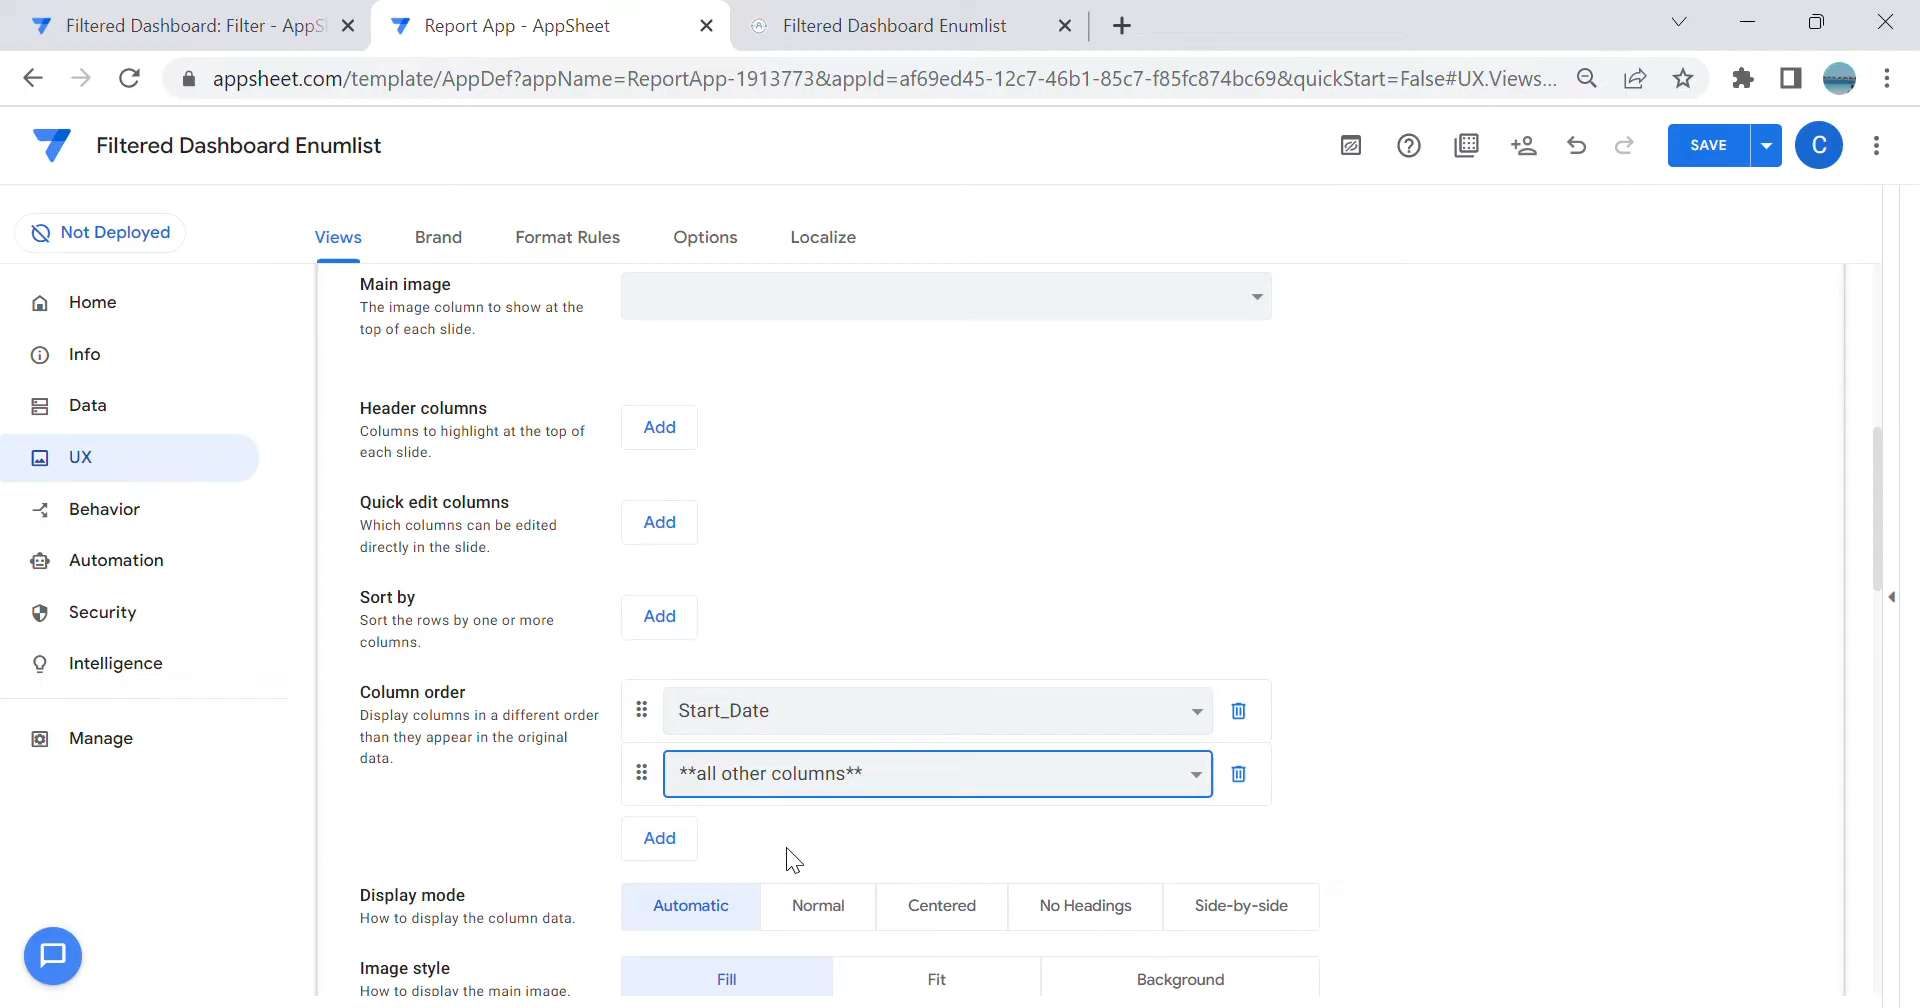 Filtered Dashboard: Filter - AppS
Report App - AppSheet
Filtered Dashboard Enumlist
appsheet.com/template/AppDef?appName=ReportApp-1913773&appId=af69ed45-12c7-46b1-85c7-f85fc874bc69&quickStart=False#UX.Views...
Filtered Dashboard Enumlist
SAVE
C
Not Deployed
Views
Brand
Format Rules
Options
Localize
Home
Info
Data
UX
Behavior
Automation
Security
Intelligence
Manage
Main image
The image column to show at the
top of each slide.
Header columns
Columns to highlight at the top of
each slide.
Add
Quick edit columns
Which columns can be edited
directly in the slide.
Add
Sort by
Sort the rows by one or more
columns.
Add
Column order
Display columns in a different order
than they appear in the original
data.
Start_Date
**all other columns**
Add
Display mode
How to display the column data.
Automatic
Normal
Centered
No Headings
Side-by-side
Image style
How to display the main image.
Fill
Fit
Background